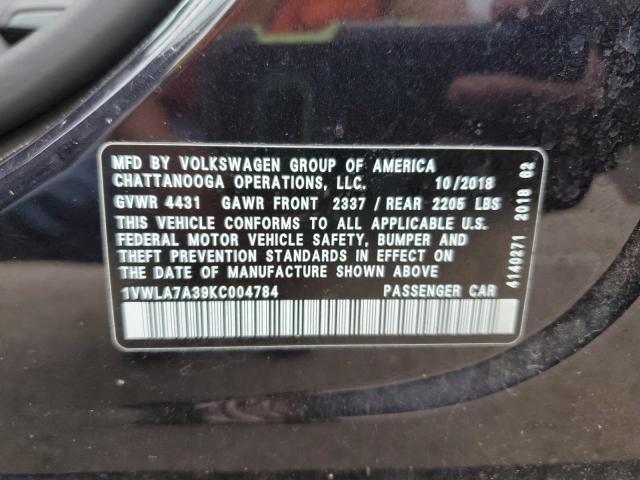 MFD BY VOLKSWAGEN GROUP OF AMERICA
CHATTANOOGA OPERATIONS, LLC. 10/2018
GVWR 4431 GAWR FRONT 2337 / REAR 2205 LBS
THIS VEHICLE CONFORMS TO ALL APPLICABLE U.S.
FEDERAL MOTOR VEHICLE SAFETY, BUMPER AND
THEFT PREVENTION STANDARDS IN EFFECT ON
THE DATE OF MANUFACTURE SHOWN ABOVE.
1VWLA7A39KC004784 PASSENGER CAR
4140271 2018 02